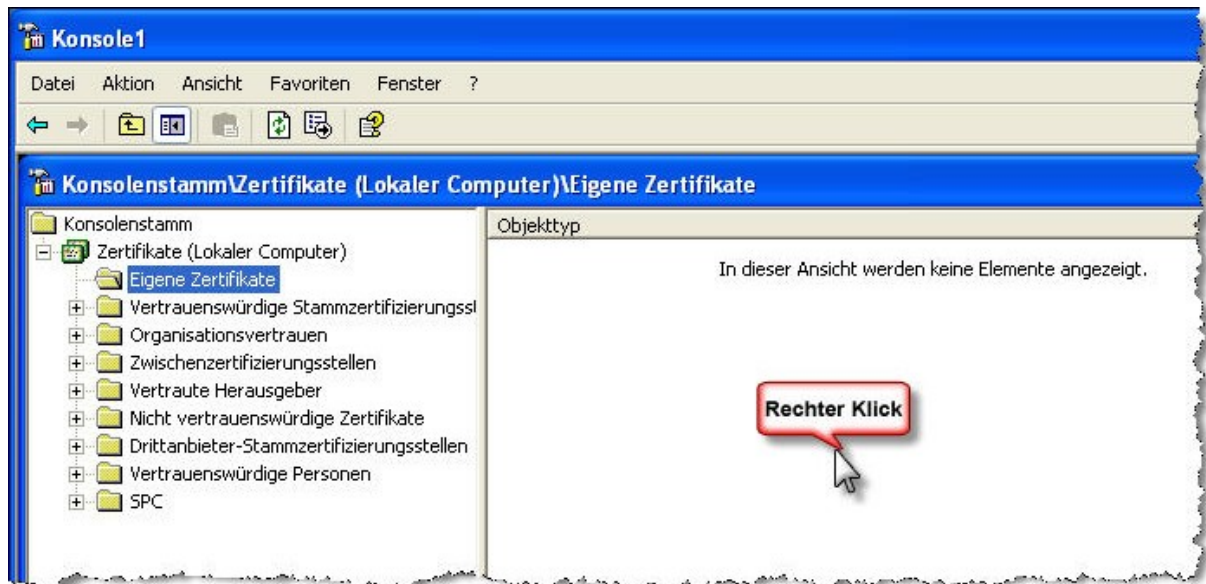 Konsole1
Datei Aktion Ansicht Favoriten Fenster ?
Konsolenstamm\Zertifikate (Lokaler Computer)\Eigene Zertifikate
Konsolenstamm
Zertifikate (Lokaler Computer)
Eigene Zertifikate
Vertrauenswürdige Stammzertifizierungsst
Organisationsvertrauen
Zwischenzertifizierungsstellen
Vertraute Herausgeber
Nicht vertrauenswürdige Zertifikate
Drittanbieter-Stammzertifizierungsstellen
Vertrauenswürdige Personen
SPC
Objekttyp
In dieser Ansicht werden keine Elemente angezeigt.
Rechter Klick